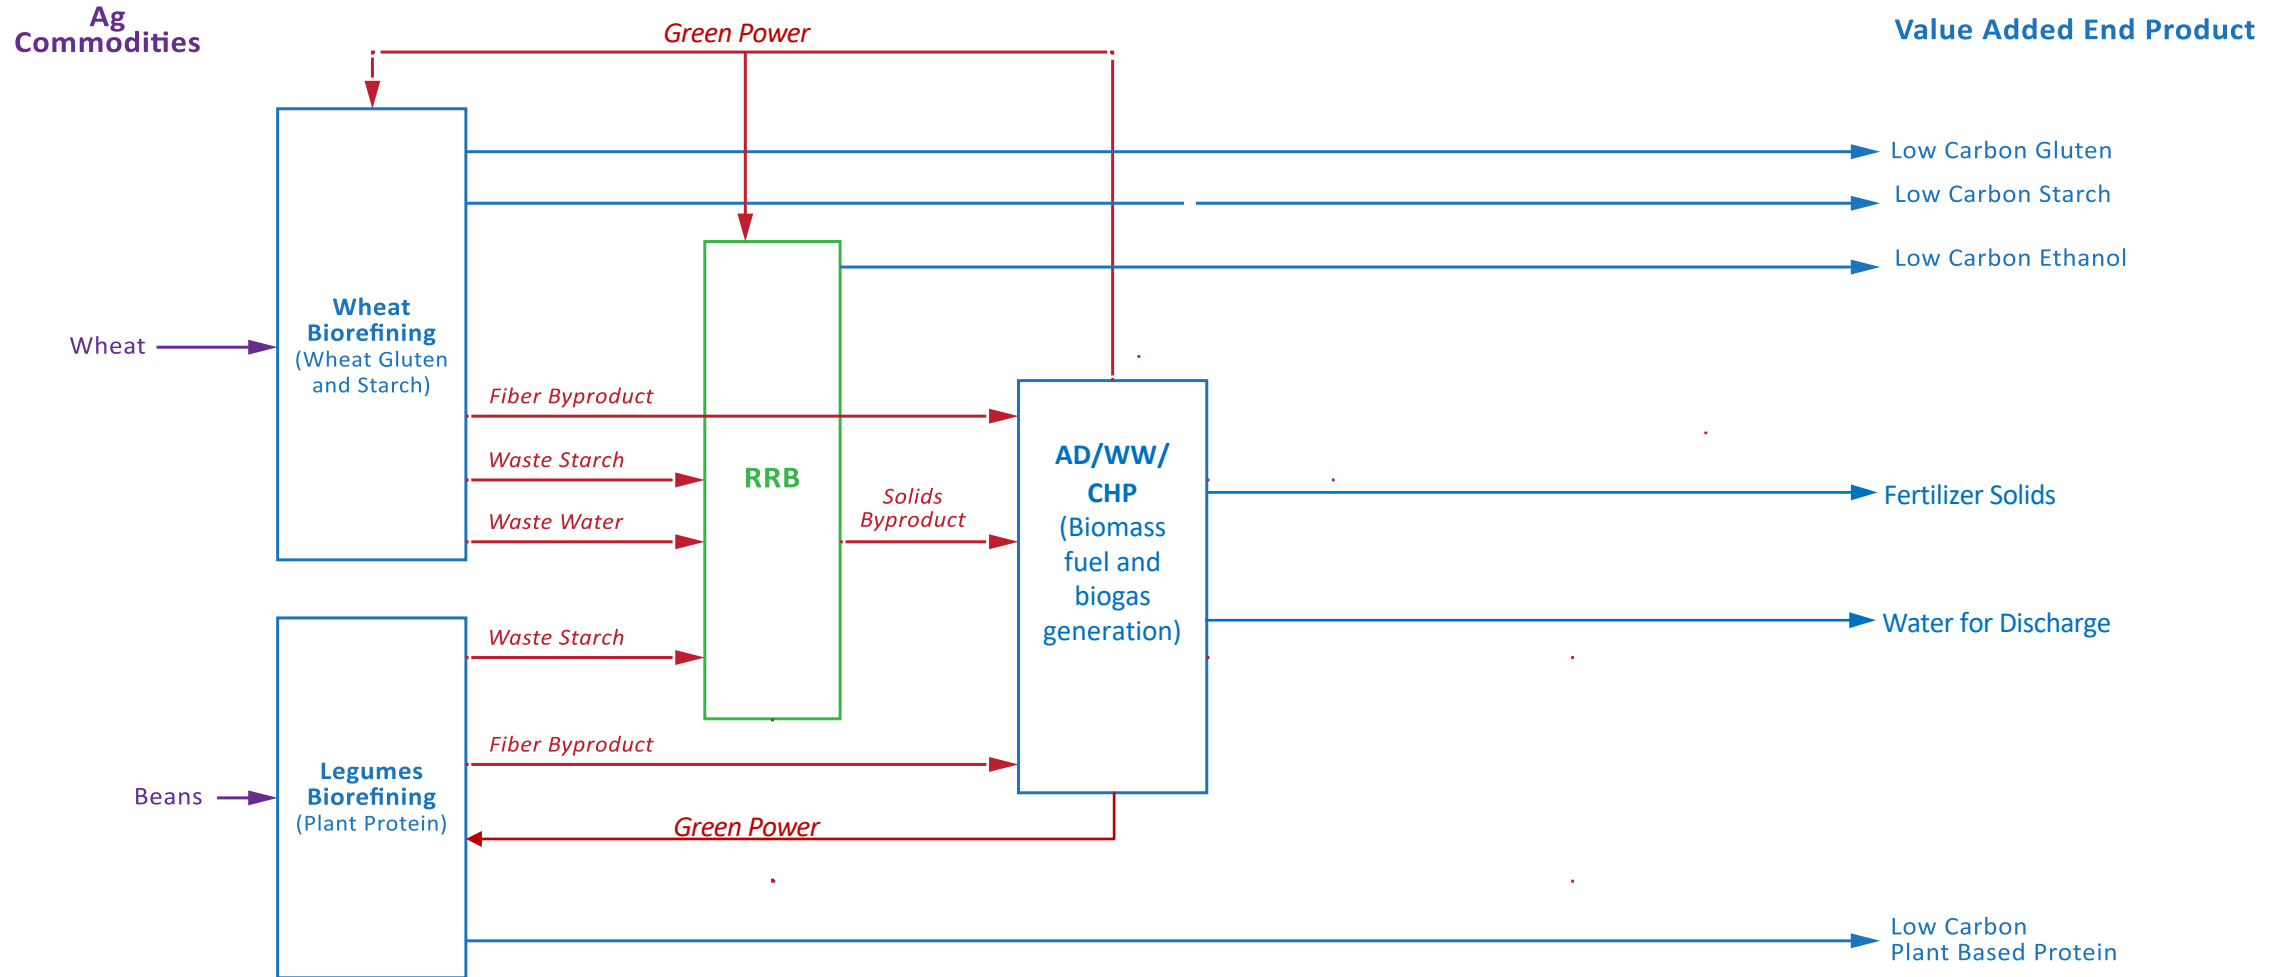 Ag
Commodities
Green Power
Value Added End Product
Low Carbon Gluten
Low Carbon Starch
Low Carbon Ethanol
Wheat
Wheat
Biorefining
(Wheat Gluten
and Starch)
Fiber Byproduct
Waste Starch
Waste Water
RRB
Solids
Byproduct
AD/WW/
CHP
(Biomass
fuel and
biogas
generation)
Fertilizer Solids
Water for Discharge
Waste Starch
Fiber Byproduct
Beans
Legumes
Biorefining
(Plant Protein)
Green Power
Low Carbon
Plant Based Protein